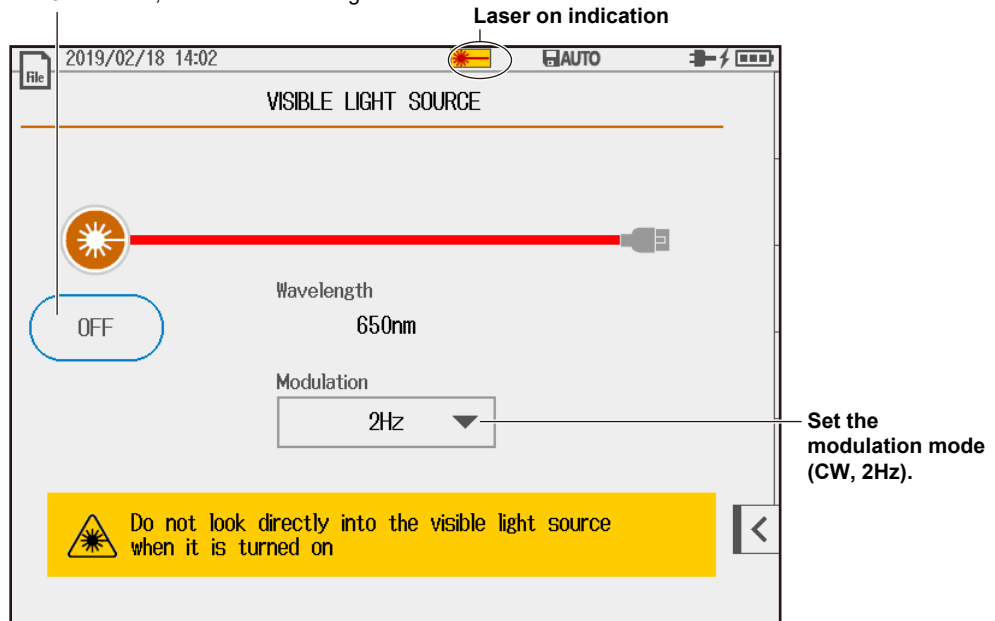 Laser on indication
2019/02/18 14:02
AUTO
File
VISIBLE LIGHT SOURCE
Wavelength
OFF
650nm
Modulation
2Hz
Set the
modulation mode
(CW, 2Hz).
Do not look directly into the visible light source
when it is turned on